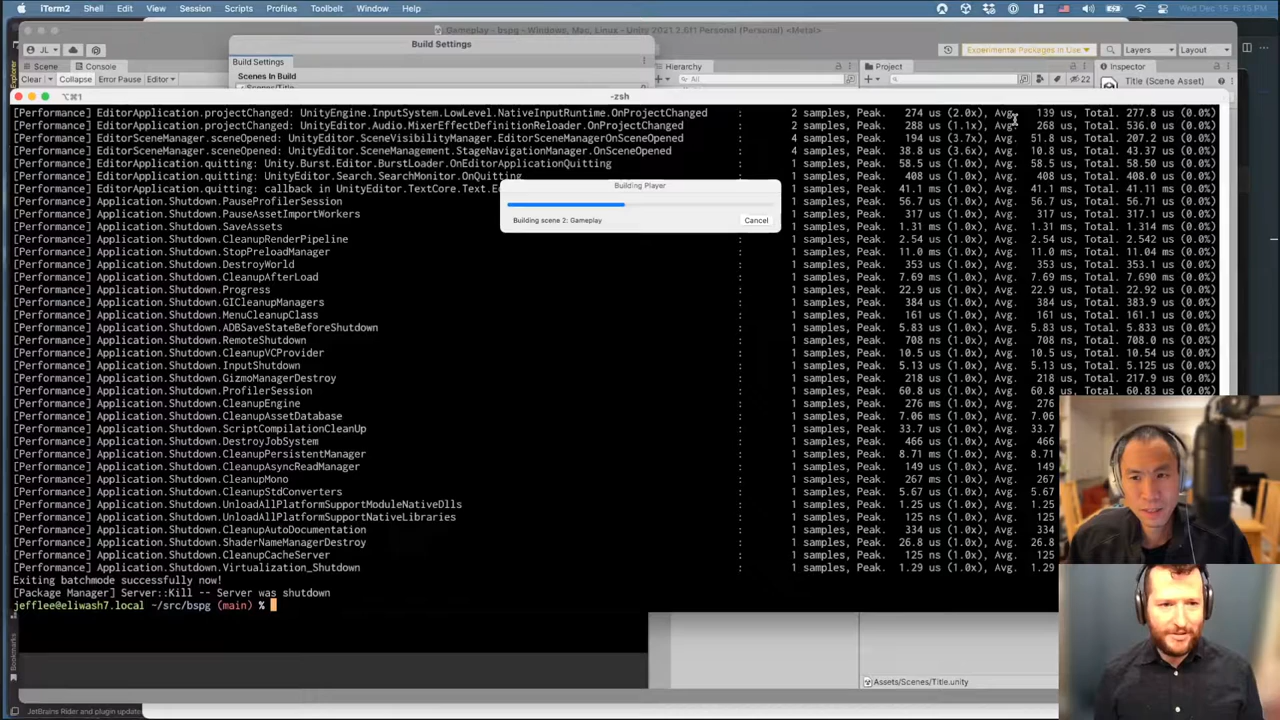 iTerm2 Shell Edit View Session Scripts Profiles Toolbelt Window Help
Wed Dec 15 6:15 PM
Gameplay - bspg - Windows, Mac, Linux - Unity 2021.2.6f1 Personal (Personal) <Metal>
Build Settings
JL
Experimental Packages In Use
Layers
Layout
Explorer
Build Settings
Scene Console
Hierarchy
Project
Inspector
Scenes In Build
Clear Collapse Error Pause Editor
All
22
Title (Scene Asset)
⌥⌘1
-zsh
[Performance] EditorApplication.projectChanged: UnityEngine.InputSystem.LowLevel.NativeInputRuntime.OnProjectChanged : 2 samples, Peak. 274 us (2.0x), Avg. 139 us, Total. 277.8 us (0.0%)
[Performance] EditorApplication.projectChanged: UnityEditor.Audio.MixerEffectDefinitionReloader.OnProjectChanged : 2 samples, Peak. 288 us (1.1x), Avg. 268 us, Total. 536.0 us (0.0%)
[Performance] EditorSceneManager.sceneOpened: UnityEditor.SceneVisibilityManager.EditorSceneManagerOnSceneOpened : 4 samples, Peak. 194 us (3.7x), Avg. 51.8 us, Total. 207.2 us (0.0%)
[Performance] EditorSceneManager.sceneOpened: UnityEditor.SceneManagement.StageNavigationManager.OnSceneOpened : 4 samples, Peak. 38.8 us (3.6x), Avg. 10.8 us, Total. 43.37 us (0.0%)
[Performance] EditorApplication.quitting: Unity.Burst.Editor.BurstLoader.OnEditorApplicationQuitting : 1 samples, Peak. 58.5 us (1.0x), Avg. 58.5 us, Total. 58.50 us (0.0%)
[Performance] EditorApplication.quitting: UnityEditor.Search.SearchMonitor.OnQuitting 1 samples, Peak. 408 us (1.0x), Avg. 408 us, Total. 408.0 us (0.0%)
[Performance] EditorApplication.quitting: callback in UnityEditor.TextCore.Text.E 1 samples, Peak. 41.1 ms (1.0x), Avg. 41.1 ms, Total. 41.11 ms (0.0%)
[Performance] Application.Shutdown.PauseProfilerSession 1 samples, Peak. 56.7 us (1.0x), Avg. 56.7 us, Total. 56.71 us (0.0%)
[Performance] Application.Shutdown.PauseAssetImportWorkers 1 samples, Peak. 317 us (1.0x), Avg. 317 us, Total. 317.1 us (0.0%)
[Performance] Application.Shutdown.SaveAssets 1 samples, Peak. 1.31 ms (1.0x), Avg. 1.31 ms, Total. 1.314 ms (0.0%)
[Performance] Application.Shutdown.CleanupRenderPipeline : 1 samples, Peak. 2.54 us (1.0x), Avg. 2.54 us, Total. 2.542 us (0.0%)
[Performance] Application.Shutdown.StopPreloadManager : 1 samples, Peak. 11.0 ms (1.0x), Avg. 11.0 ms, Total. 11.04 ms (0.0%)
[Performance] Application.Shutdown.DestroyWorld : 1 samples, Peak. 353 us (1.0x), Avg. 353 us, Total. 353.1 us (0.0%)
[Performance] Application.Shutdown.CleanupAfterLoad : 1 samples, Peak. 7.69 ms (1.0x), Avg. 7.69 ms, Total. 7.690 ms (0.0%)
[Performance] Application.Shutdown.Progress : 1 samples, Peak. 22.9 us (1.0x), Avg. 22.9 us, Total. 22.92 us (0.0%)
[Performance] Application.Shutdown.GICleanupManagers : 1 samples, Peak. 384 us (1.0x), Avg. 384 us, Total. 383.9 us (0.0%)
[Performance] Application.Shutdown.MenuCleanupClass : 1 samples, Peak. 161 us (1.0x), Avg. 161 us, Total. 161.1 us (0.0%)
[Performance] Application.Shutdown.ADBSaveStateBeforeShutdown : 1 samples, Peak. 5.83 us (1.0x), Avg. 5.83 us, Total. 5.833 us (0.0%)
[Performance] Application.Shutdown.RemoteShutdown : 1 samples, Peak. 708 ns (1.0x), Avg. 708 ns, Total. 708.0 ns (0.0%)
[Performance] Application.Shutdown.CleanupVCProvider : 1 samples, Peak. 10.5 us (1.0x), Avg. 10.5 us, Total. 10.54 us (0.0%)
[Performance] Application.Shutdown.InputShutdown : 1 samples, Peak. 5.13 us (1.0x), Avg. 5.13 us, Total. 5.125 us (0.0%)
[Performance] Application.Shutdown.GizmoManagerDestroy : 1 samples, Peak. 218 us (1.0x), Avg. 218 us, Total. 217.9 us (0.0%)
[Performance] Application.Shutdown.ProfilerSession : 1 samples, Peak. 60.8 us (1.0x), Avg. 60.8 us, Total. 60.83 us (0.0%)
[Performance] Application.Shutdown.CleanupEngine : 1 samples, Peak. 276 ms (1.0x), Avg. 276
[Performance] Application.Shutdown.CleanupAssetDatabase : 1 samples, Peak. 7.06 ms (1.0x), Avg. 7.06
[Performance] Application.Shutdown.ScriptCompilationCleanUp : 1 samples, Peak. 33.7 us (1.0x), Avg. 33.7
[Performance] Application.Shutdown.DestroyJobSystem : 1 samples, Peak. 466 us (1.0x), Avg. 466
[Performance] Application.Shutdown.CleanupPersistentManager : 1 samples, Peak. 8.71 ms (1.0x), Avg. 8.71
[Performance] Application.Shutdown.CleanupAsyncReadManager : 1 samples, Peak. 149 us (1.0x), Avg. 149
[Performance] Application.Shutdown.CleanupMono : 1 samples, Peak. 267 ms (1.0x), Avg. 267
[Performance] Application.Shutdown.CleanupStdConverters : 1 samples, Peak. 5.67 us (1.0x), Avg. 5.67
[Performance] Application.Shutdown.UnloadAllPlatformSupportModuleNativeDlls : 1 samples, Peak. 1.25 us (1.0x), Avg. 1.25
[Performance] Application.Shutdown.UnloadAllPlatformSupportNativeLibraries : 1 samples, Peak. 125 ns (1.0x), Avg. 125
[Performance] Application.Shutdown.CleanupAutoDocumentation : 1 samples, Peak. 334 us (1.0x), Avg. 334
[Performance] Application.Shutdown.ShaderNameManagerDestroy : 1 samples, Peak. 26.8 us (1.0x), Avg. 26.8
[Performance] Application.Shutdown.CleanupCacheServer : 1 samples, Peak. 125 ns (1.0x), Avg. 125
[Performance] Application.Shutdown.Virtualization_Shutdown : 1 samples, Peak. 1.29 us (1.0x), Avg. 1.29
Exiting batchmode successfully now!
[Package Manager] Server::Kill -- Server was shutdown
jefflee@eliwash7.local ~/src/bspg (main) %
Building Player
Building scene 2: Gameplay
Cancel
Bookmarks
Assets/Scenes/Title.unity
JetBrains Rider and plugin update